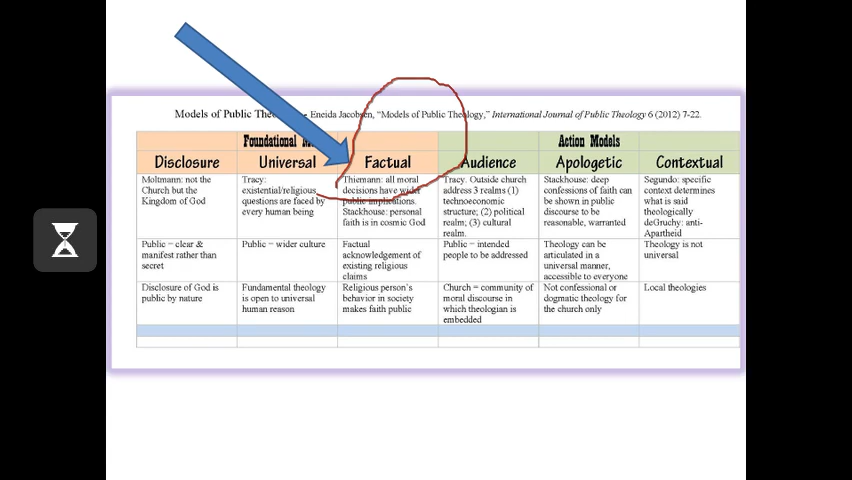 Models of Public Eneida Jacobsen, “Models of Public Theology,” International Journal of Public Theology 6 (2012) 7-22.
Foundational Action Models
Disclosure Universal Factual Audience Apologetic Contextual
Moltmann: not the
Church but the
Kingdom of God
Tracy:
existential/religious
questions are faced by
every human being
Thiemann: all moral
decisions have wider
public implications.
Stackhouse: personal
faith is in cosmic God
Tracy. Outside church
address 3 realms (1)
technoeconomic
structure; (2) political
realm; (3) cultural
realm.
Stackhouse: deep
confessions of faith can
be shown in public
discourse to be
reasonable, warranted
Segundo: specific
context determines
what is said
theologically
deGruchy: anti-
Apartheid
Public = clear &
manifest rather than
secret
Public = wider culture
Factual
acknowledgement of
existing religious
claims
Public = intended
people to be addressed
Theology can be
articulated in a
universal manner,
accessible to everyone
Theology is not
universal
Disclosure of God is
public by nature
Fundamental theology
is open to universal
human reason
Religious person’s
behavior in society
makes faith public
Church = community of
moral discourse in
which theologian is
embedded
Not confessional or
dogmatic theology for
the church only
Local theologies